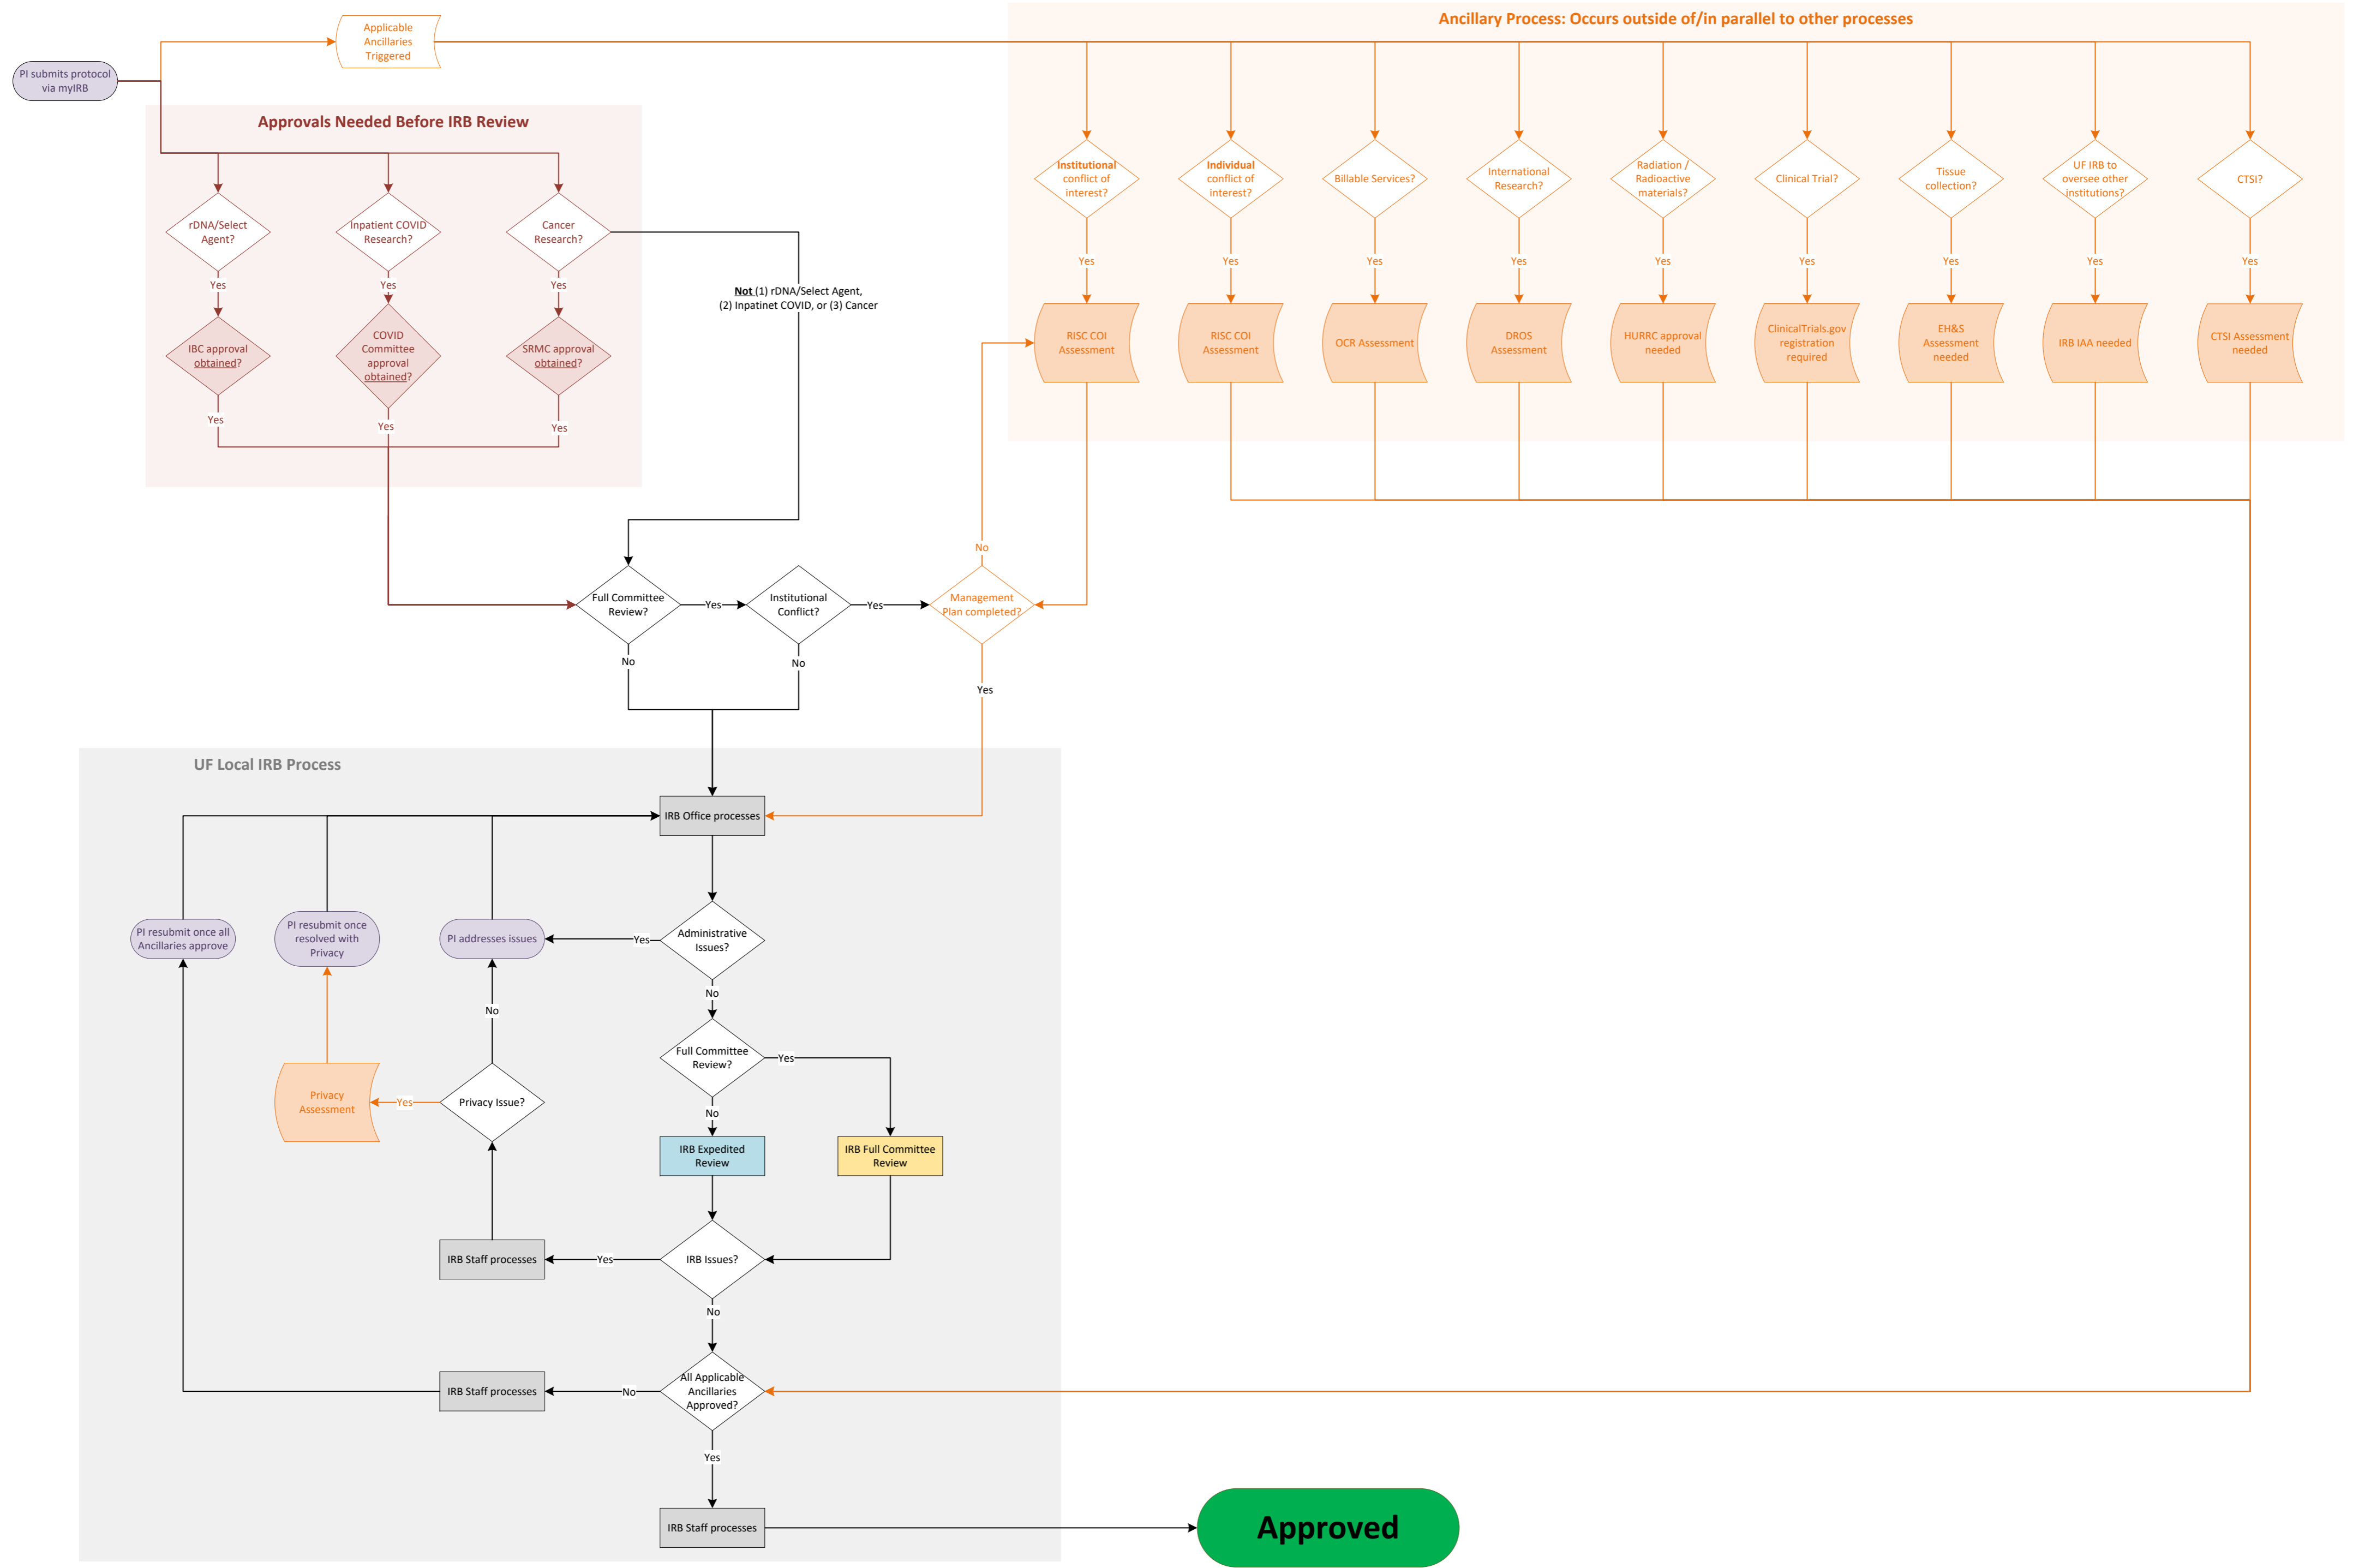 Ancillary Process: Occurs outside of/in parallel to other processes
Applicable
Ancillaries
Triggered
PI submits protocol
via myIRB
Approvals Needed Before IRB Review
rDNA/Select
Agent?
Inpatient COVID
Research?
Cancer
Research?
Yes
Yes
Yes
IBC approval
obtained?
COVID
Committee
approval
obtained?
SRMC approval
obtained?
Yes
Yes
Yes
Not (1) rDNA/Select Agent,
(2) Inpatinet COVID, or (3) Cancer
Institutional
conflict of
interest?
Individual
conflict of
interest?
Billable Services?
International
Research?
Radiation /
Radioactive
materials?
Clinical Trial?
Tissue
collection?
UF IRB to
oversee other
institutions?
CTSI?
Yes
Yes
Yes
Yes
Yes
Yes
Yes
Yes
Yes
RISC COI
Assessment
RISC COI
Assessment
OCR Assessment
DROS
Assessment
HURRC approval
needed
ClinicalTrials.gov
registration
required
EH&S
Assessment
needed
IRB IAA needed
CTSI Assessment
needed
No
Full Committee
Review?
Yes
Institutional
Conflict?
Yes
Management
Plan completed?
No
No
Yes
UF Local IRB Process
IRB Office processes
PI resubmit once all
Ancillaries approve
PI resubmit once
resolved with
Privacy
PI addresses issues
Yes
Administrative
Issues?
No
No
Full Committee
Review?
Yes
Privacy
Assessment
Yes
Privacy Issue?
No
IRB Expedited
Review
IRB Full Committee
Review
IRB Staff processes
Yes
IRB Issues?
No
IRB Staff processes
No
All Applicable
Ancillaries
Approved?
Yes
IRB Staff processes
Approved